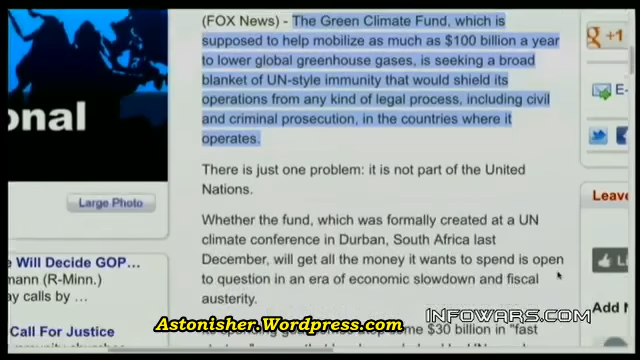 (FOX News) - The Green Climate Fund, which is
supposed to help mobilize as much as $100 billion a year
to lower global greenhouse gases, is seeking a broad
blanket of UN-style immunity that would shield its
operations from any kind of legal process, including civil
and criminal prosecution, in the countries where it
operates.
There is just one problem: it is not part of the United
Nations.
Whether the fund, which was formally created at a UN
climate conference in Durban, South Africa last
December, will get all the money it wants to spend is open
to question in an era of economic slowdown and fiscal
austerity.
some $30 billion in "fast
onal
Large Photo
Will Decide GOP...
mann (R-Minn.)
ay calls by ...
Call For Justice
g +1
E-
Leave
Li
Add
INFOWARS.COM
Astonisher.Wordpress.com